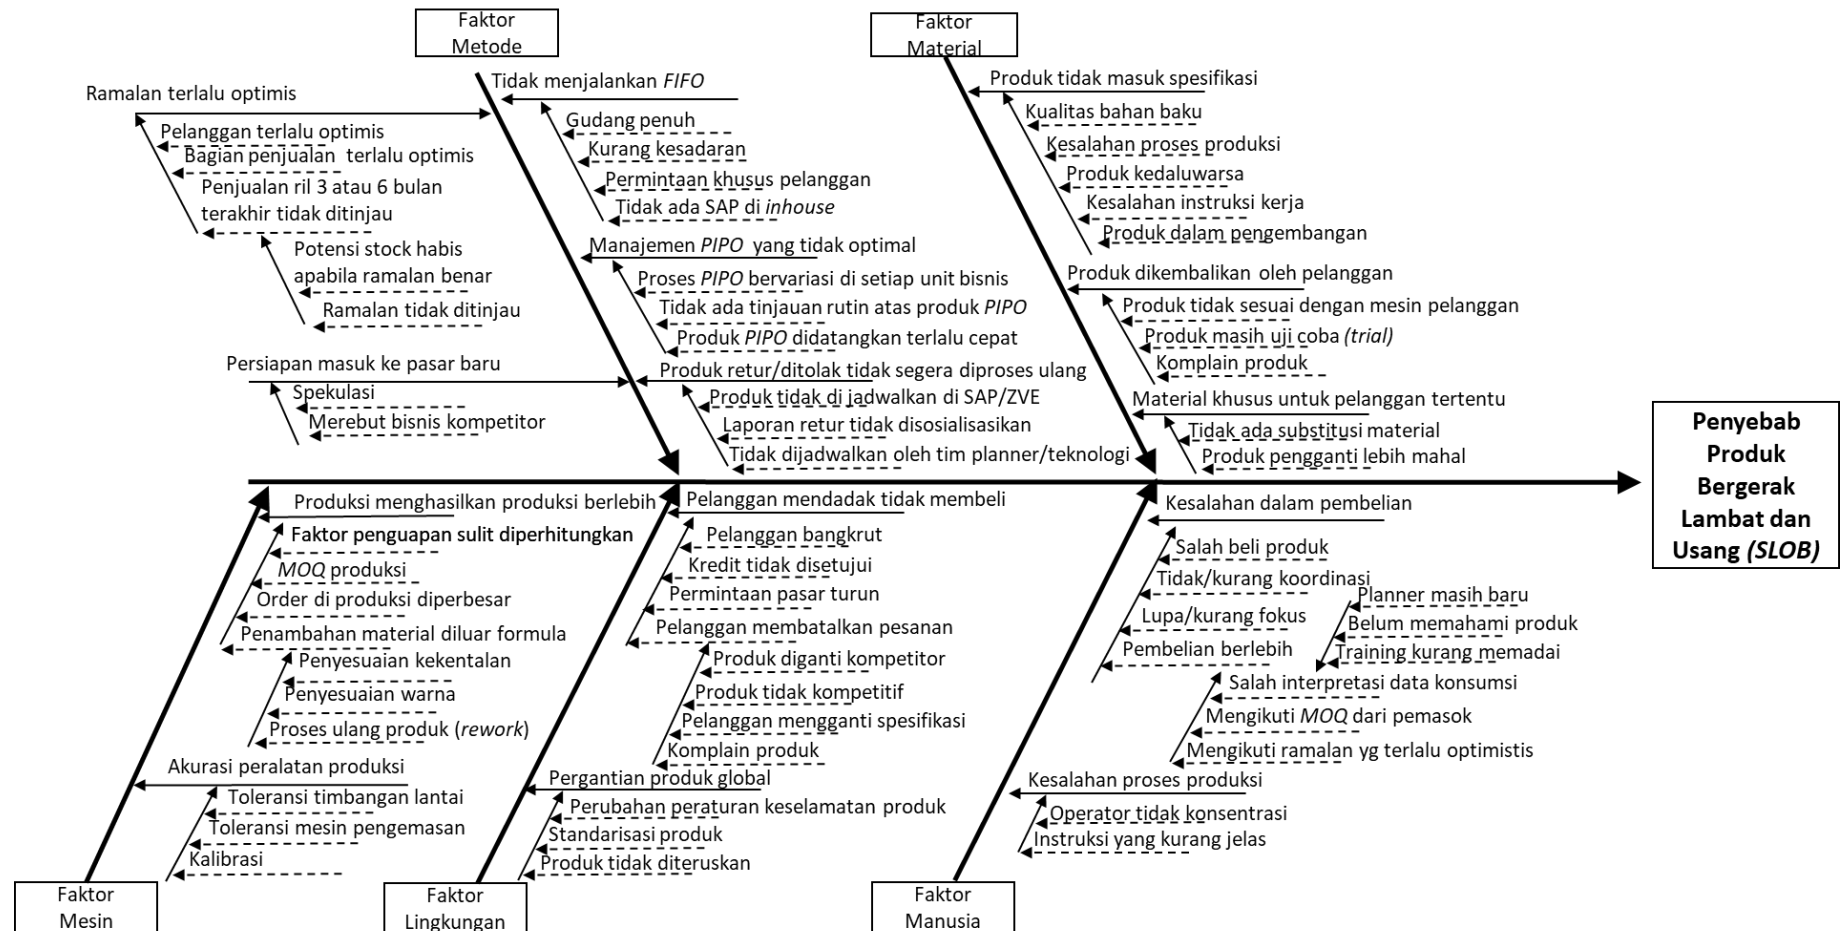 Faktor
Metode
Ramalan terlalu optimis
Pelanggan terlalu optimis
Bagian penjualan terlalu optimis
Penjualan ril 3 atau 6 bulan
terakhir tidak ditinjau
Potensi stock habis
apabila ramalan benar
Ramalan tidak ditinjau
Persiapan masuk ke pasar baru
Spekulasi
Merebut bisnis kompetitor
Tidak menjalankan FIFO
Gudang penuh
Kurang kesadaran
Permintaan khusus pelanggan
Tidak ada SAP di inhouse
Manajemen PIPO yang tidak optimal
Proses PIPO bervariasi di setiap unit bisnis
Tidak ada tinjauan rutin atas produk PIPO
Produk PIPO didatangkan terlalu cepat
Produk retur/ditolak tidak segera diproses ulang
Produk tidak di jadwalkan di SAP/ZVE
Laporan retur tidak disosialisasikan
Tidak dijadwalkan oleh tim planner/teknologi
Faktor
Material
Produk tidak masuk spesifikasi
Kualitas bahan baku
Kesalahan proses produksi
Produk kedaluwarsa
Kesalahan instruksi kerja
Produk dalam pengembangan
Produk dikembalikan oleh pelanggan
Produk tidak sesuai dengan mesin pelanggan
Produk masih uji coba (trial)
Komplain produk
Material khusus untuk pelanggan tertentu
Tidak ada substitusi material
Produk pengganti lebih mahal
Penyebab
Produk
Bergerak
Lambat dan
Usang (SLOB)
Produksi menghasilkan produksi berlebih
Faktor penguapan sulit diperhitungkan
MOQ produksi
Order di produksi diperbesar
Penambahan material diluar formula
Penyesuaian kekentalan
Penyesuaian warna
Proses ulang produk (rework)
Akurasi peralatan produksi
Toleransi timbangan lantai
Toleransi mesin pengemasan
Kalibrasi
Faktor
Mesin
Pelanggan mendadak tidak membeli
Pelanggan bangkrut
Kredit tidak disetujui
Permintaan pasar turun
Pelanggan membatalkan pesanan
Produk diganti kompetitor
Produk tidak kompetitif
Pelanggan mengganti spesifikasi
Komplain produk
Pergantian produk global
Perubahan peraturan keselamatan produk
Standarisasi produk
Produk tidak diteruskan
Faktor
Lingkungan
Kesalahan dalam pembelian
Salah beli produk
Tidak/kurang koordinasi
Lupa/kurang fokus
Pembelian berlebih
Planner masih baru
Belum memahami produk
Training kurang memadai
Salah interpretasi data konsumsi
Mengikuti MOQ dari pemasok
Mengikuti ramalan yg terlalu optimistis
Kesalahan proses produksi
Operator tidak konsentrasi
Instruksi yang kurang jelas
Faktor
Manusia